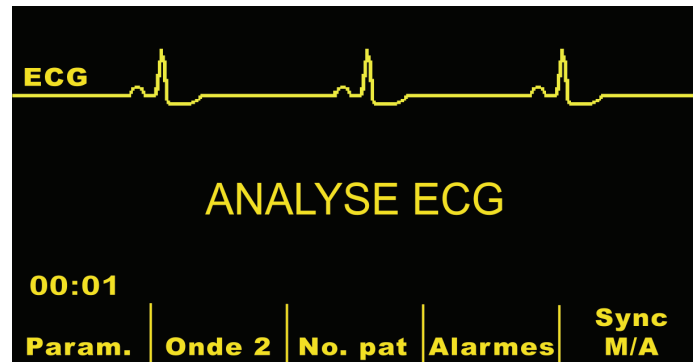 ECG
ANALYSE ECG
00:01
Param. Onde 2 No. pat Alarmes Sync M/A